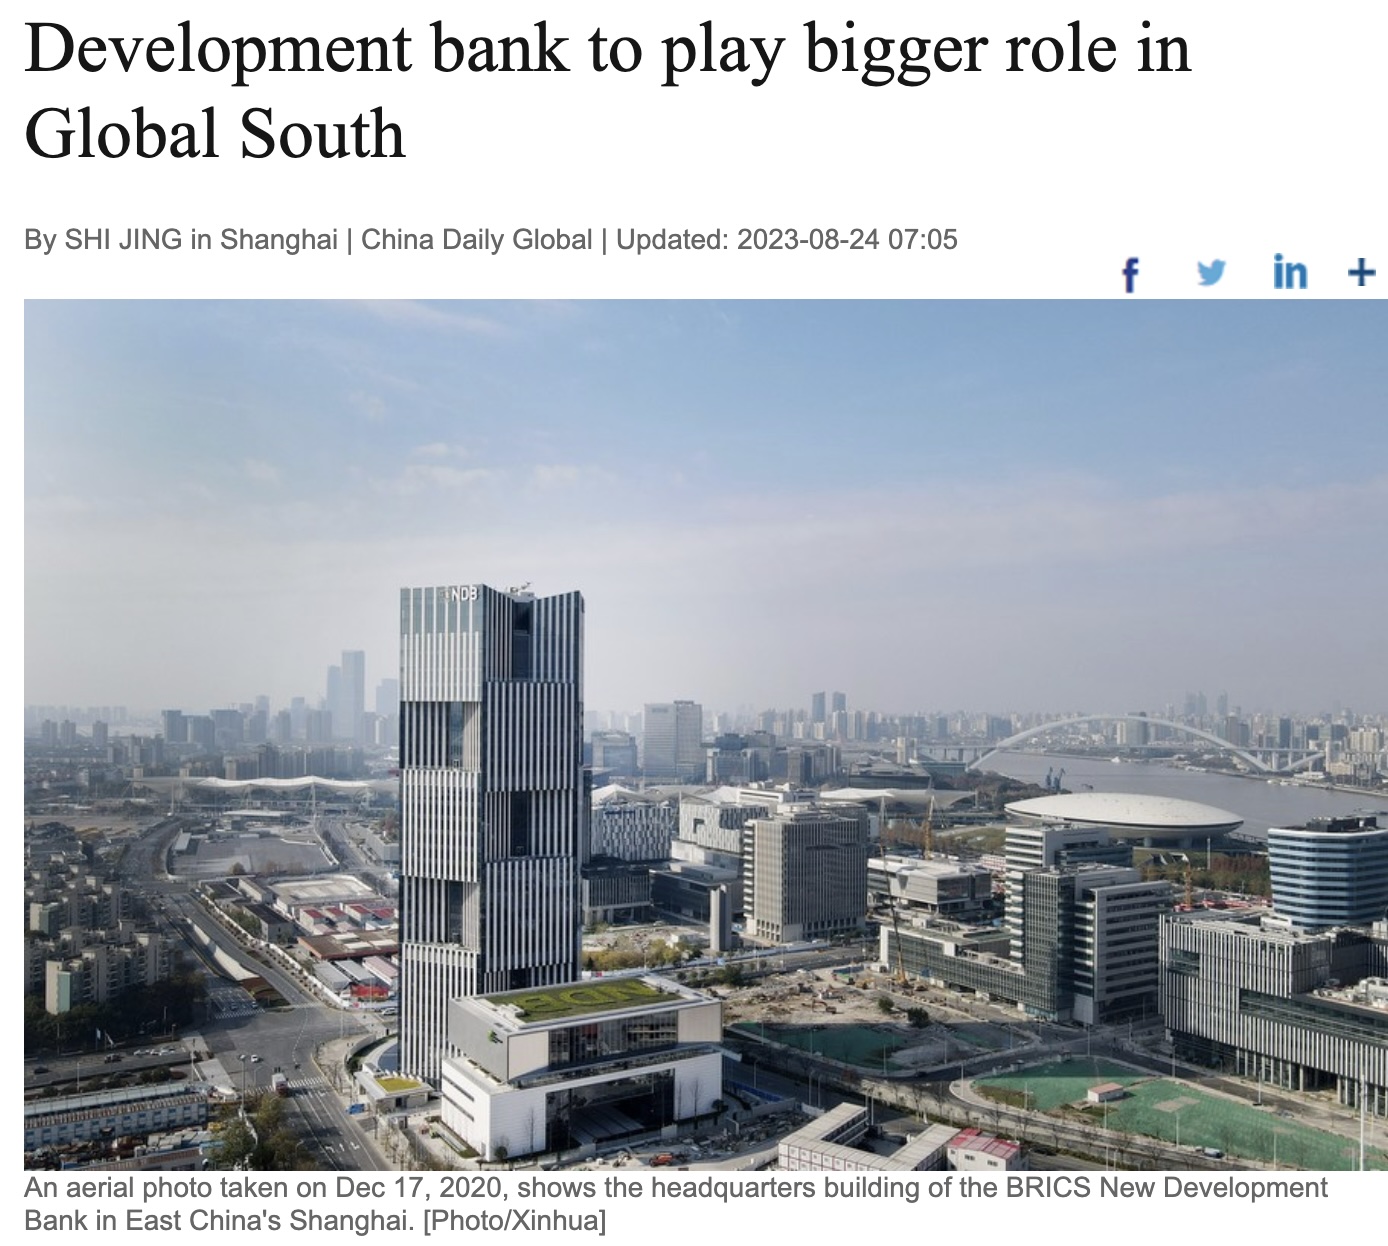 Development bank to play bigger role in
Global South
By SHI JING in Shanghai | China Daily Global | Updated: 2023-08-24 07:05
f in +
NDB
An aerial photo taken on Dec 17, 2020, shows the headquarters building of the BRICS New Development
Bank in East China's Shanghai. [Photo/Xinhua]